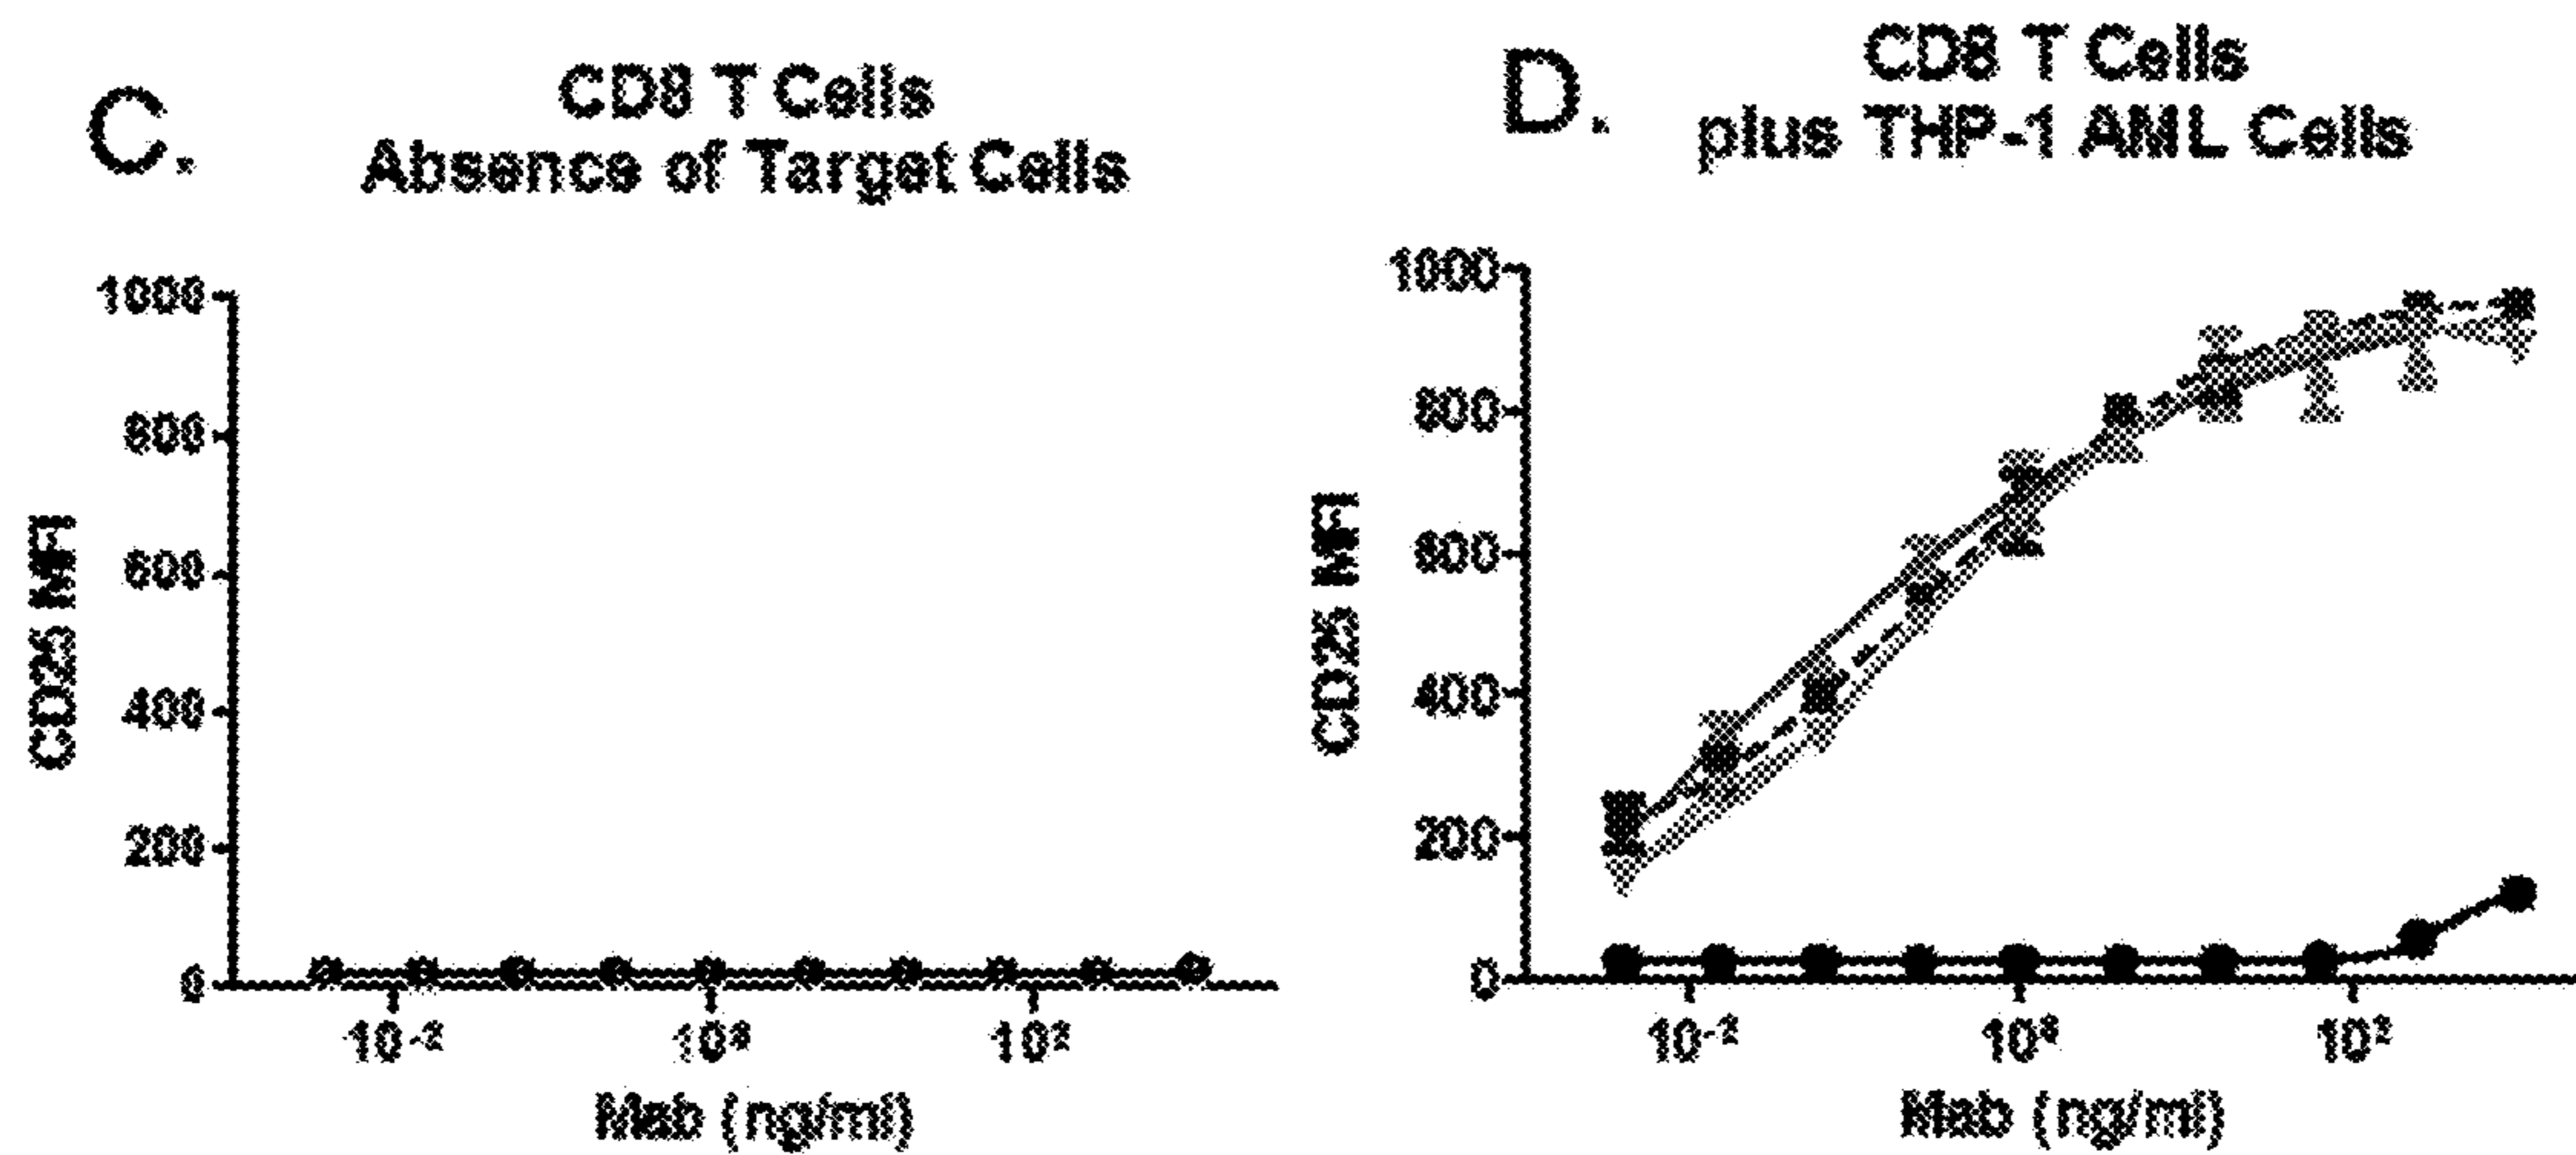 C.
CD8 T Cells
Absence of Target Cells
CD25 MFI
1000
800
600
400
200
0
10⁻² 10⁰ 10²
Mab (ng/ml)
D.
CD8 T Cells
plus THP-1 AML Cells
CD25 MFI
1000
800
600
400
200
0
10⁻² 10⁰ 10²
Mab (ng/ml)